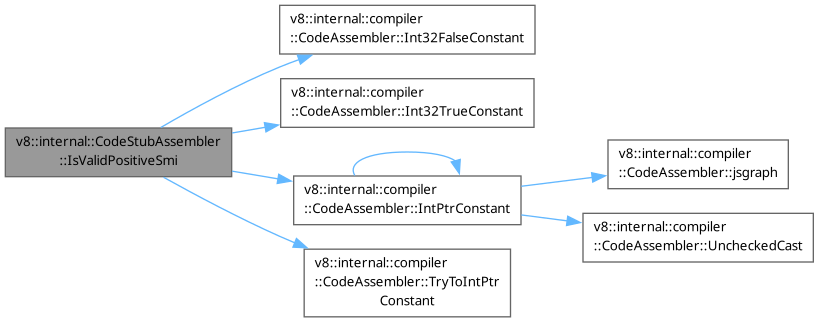 v8::internal::CodeStubAssembler
::IsValidPositiveSmi
v8::internal::compiler
::CodeAssembler::Int32FalseConstant
v8::internal::compiler
::CodeAssembler::Int32TrueConstant
v8::internal::compiler
::CodeAssembler::IntPtrConstant
v8::internal::compiler
::CodeAssembler::TryToIntPtr
Constant
v8::internal::compiler
::CodeAssembler::jsgraph
v8::internal::compiler
::CodeAssembler::UncheckedCast